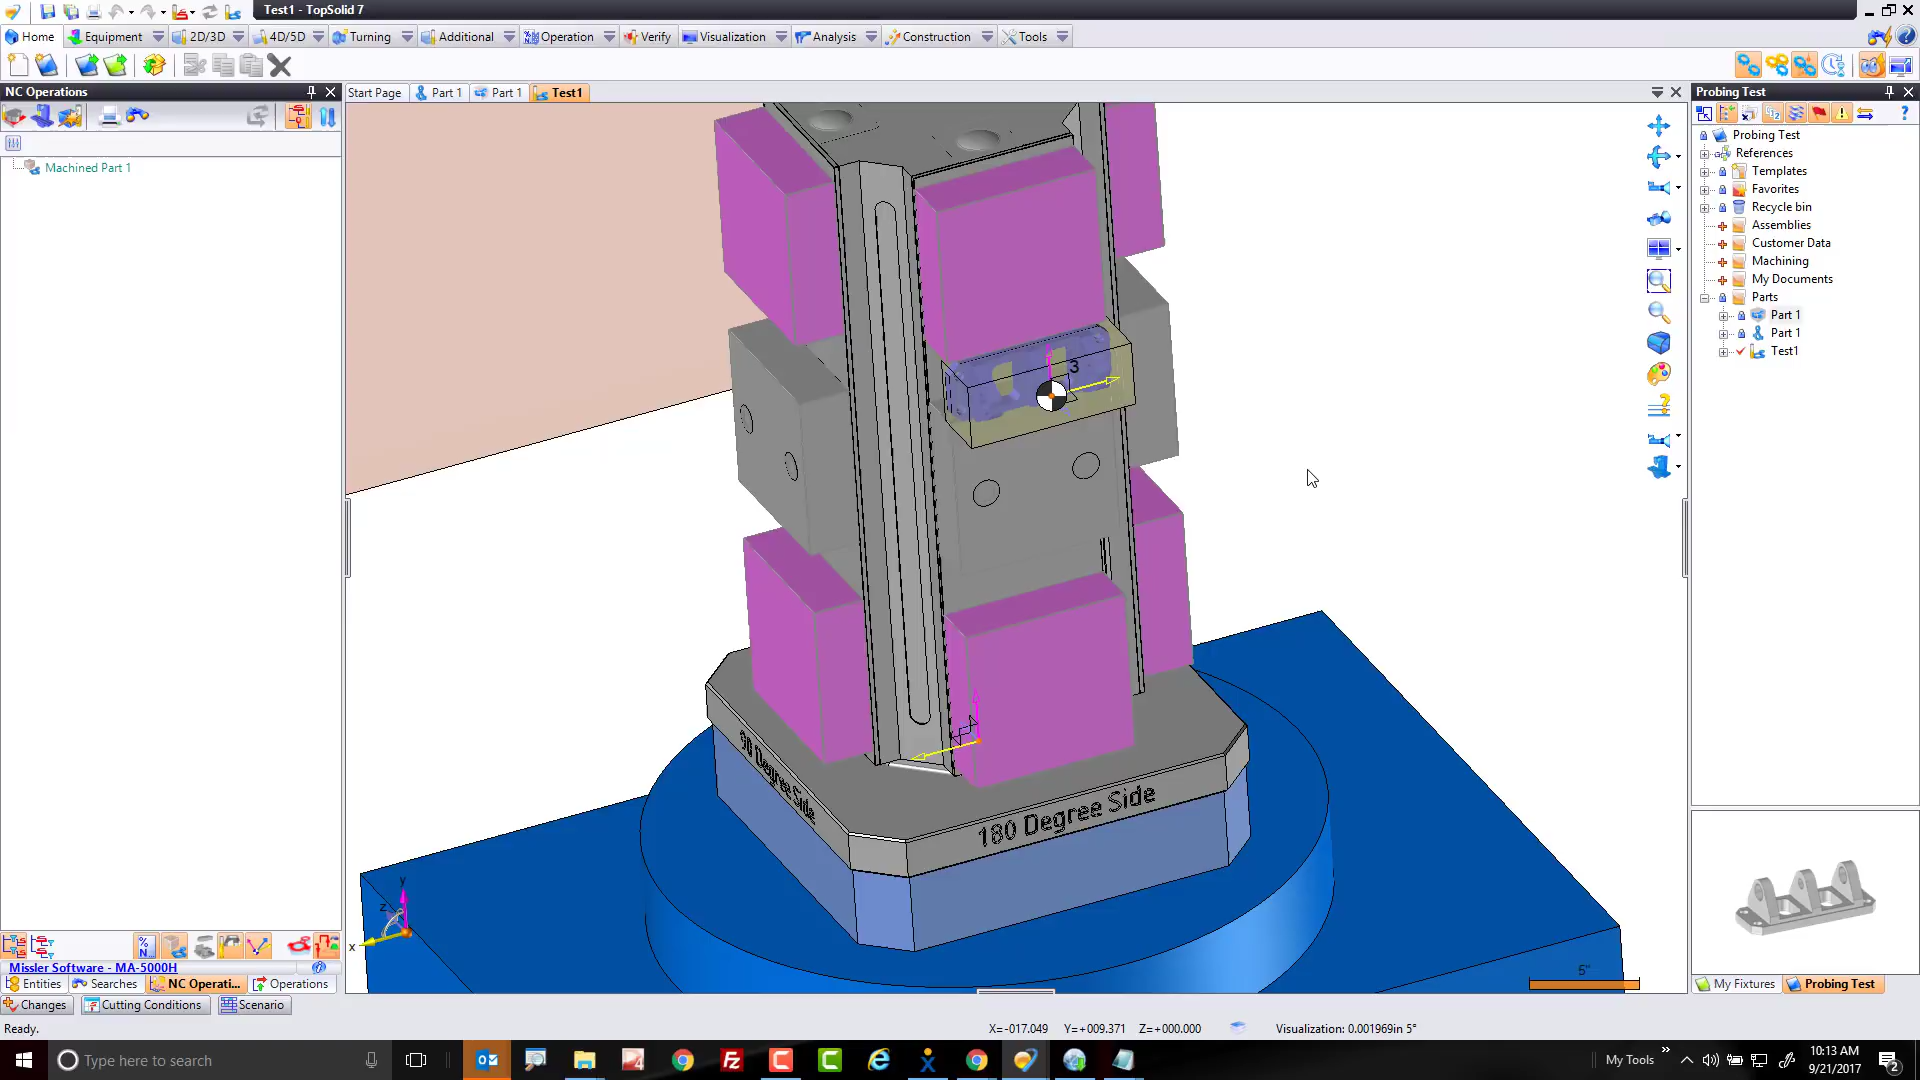 Test1 - TopSolid 7
Home Equipment 2D/3D 4D/5D Turning Additional Operation Verify Visualization Analysis Construction Tools
NC Operations
Start Page Part 1 Part 1 Test1
Probing Test
Machined Part 1
Probing Test
References
Templates
Favorites
Recycle bin
Assemblies
Customer Data
Machining
My Documents
Parts
Part 1
Part 1
Test1
3
90 Degree Side
180 Degree Side
y
z
x
5"
Missler Software - MA-5000H
Entities Searches NC Operati... Operations
My Fixtures Probing Test
Changes Cutting Conditions Scenario
Ready.
X=-017.049 Y=+009.371 Z=+000.000 Visualization: 0.001969in 5°
Type here to search
My Tools
10:13 AM
9/21/2017
2